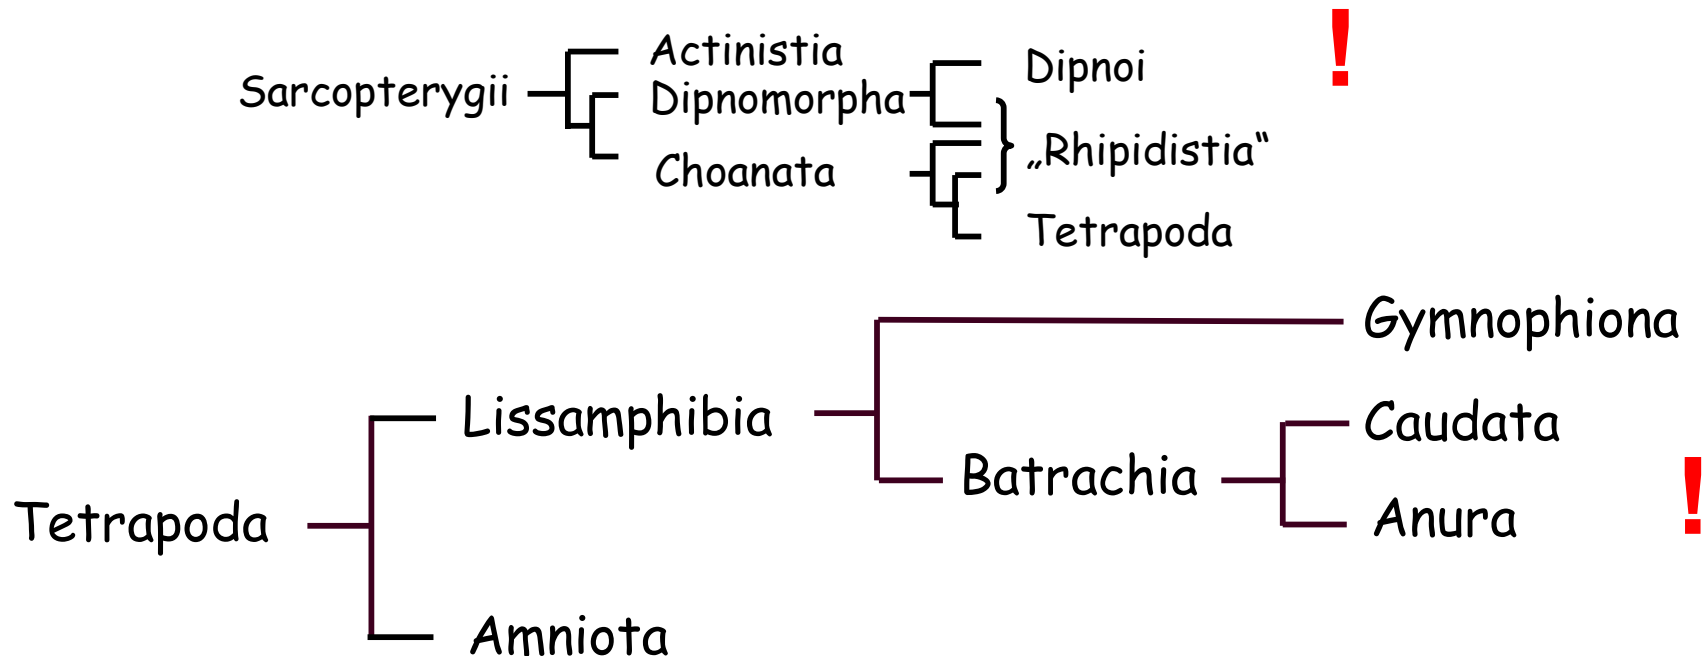 Actinistia
Sarcopterygii
Dipnomorpha
Dipnoi
Choanata
„Rhipidistia“
Tetrapoda
!
Gymnophiona
Lissamphibia
Caudata
Batrachia
Anura
Tetrapoda
Amniota
!